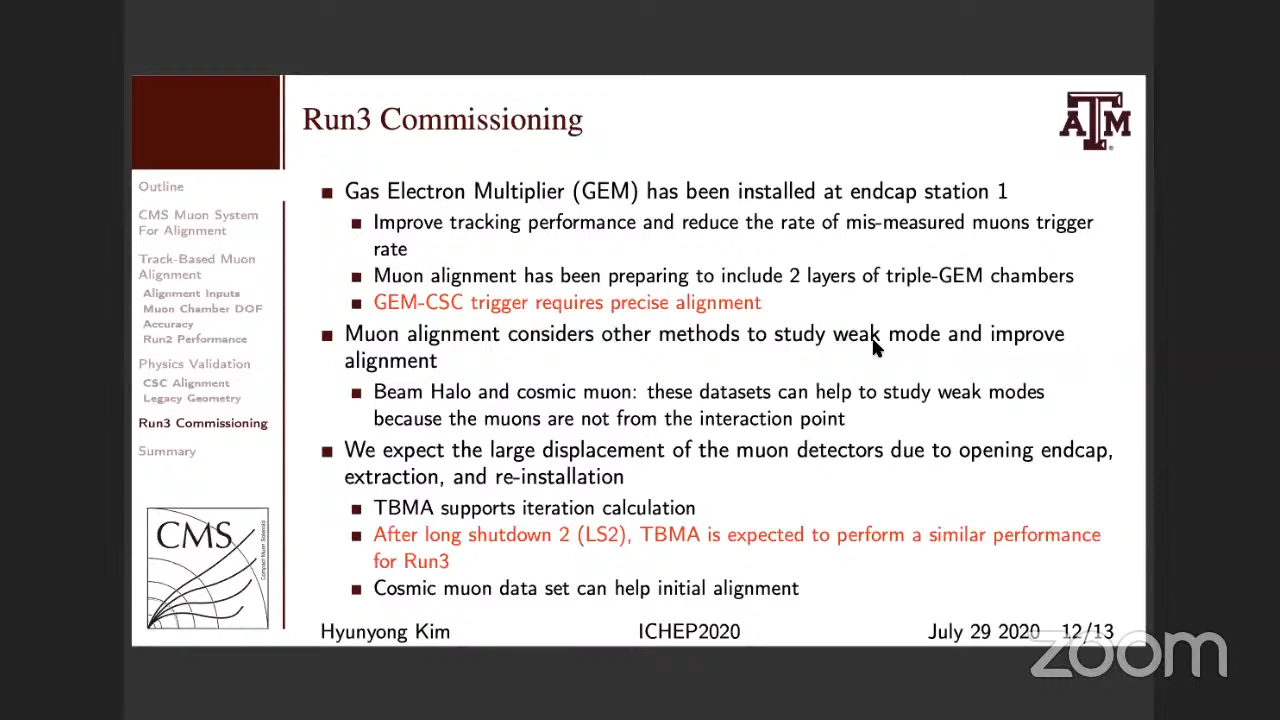 Run3 Commissioning
ATM
Outline
CMS Muon System
For Alignment
Track-Based Muon
Alignment
Alignment Inputs
Muon Chamber DOF
Accuracy
Run2 Performance
Physics Validation
CSC Alignment
Legacy Geometry
Run3 Commissioning
Summary
CMS
Compact Muon Solenoid
Gas Electron Multiplier (GEM) has been installed at endcap station 1
Improve tracking performance and reduce the rate of mis-measured muons trigger
rate
Muon alignment has been preparing to include 2 layers of triple-GEM chambers
GEM-CSC trigger requires precise alignment
Muon alignment considers other methods to study weak mode and improve
alignment
Beam Halo and cosmic muon: these datasets can help to study weak modes
because the muons are not from the interaction point
We expect the large displacement of the muon detectors due to opening endcap,
extraction, and re-installation
TBMA supports iteration calculation
After long shutdown 2 (LS2), TBMA is expected to perform a similar performance
for Run3
Cosmic muon data set can help initial alignment
Hyunyong Kim ICHEP2020 July 29 2020 12/13
zoom